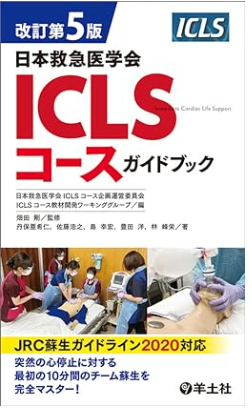 改訂第5版
ICLS
日本救急医学会
ICLS
Immediate Cardiac Life Support
コースガイドブック
日本救急医学会 ICLSコース企画運営委員会
ICLSコース教材開発ワーキンググループ/編
畑田 剛/監修
丹保亜希仁,佐藤浩之,島 幸宏,豊田 洋,林 峰栄/著
JRC蘇生ガイドライン2020対応
突然の心停止に対する
最初の10分間のチーム蘇生を
完全マスター!
羊土社